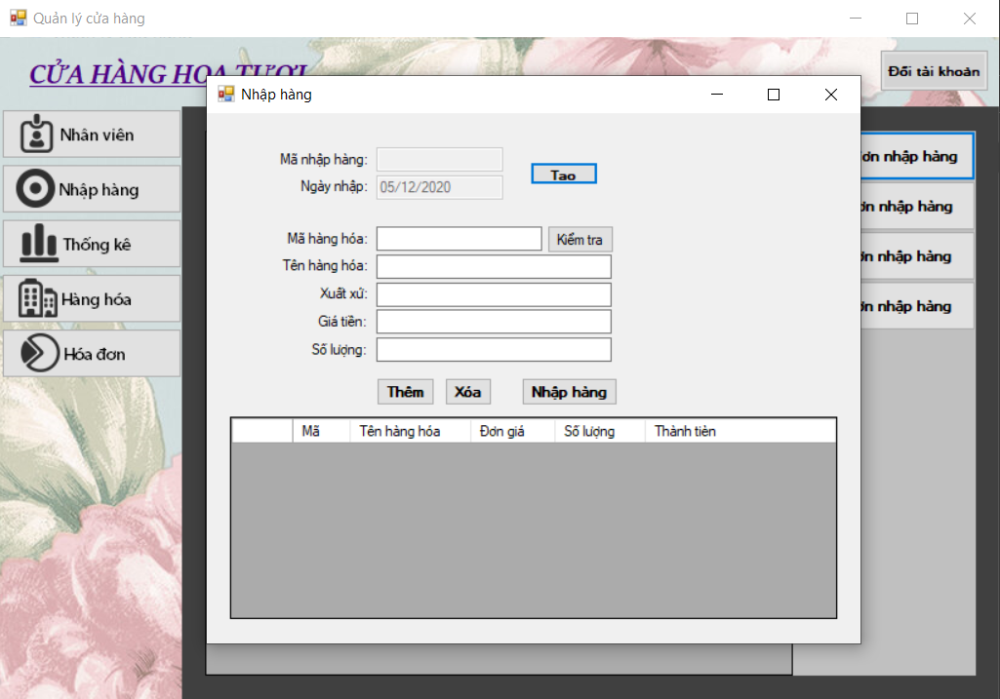 Quản lý cửa hàng
CỬA HÀNG HOA TƯƠI
Đổi tài khoản
Nhân viên
Nhập hàng
Thống kê
Hàng hóa
Hóa đơn
Nhập hàng
Mã nhập hàng:
Tạo
Ngày nhập: 05/12/2020
Mã hàng hóa:
Kiểm tra
Tên hàng hóa:
Xuất xứ:
Giá tiền:
Số lượng:
Thêm Xóa Nhập hàng
Mã Tên hàng hóa Đơn giá Số lượng Thành tiền
ơn nhập hàng
ơn nhập hàng
ơn nhập hàng
ơn nhập hàng